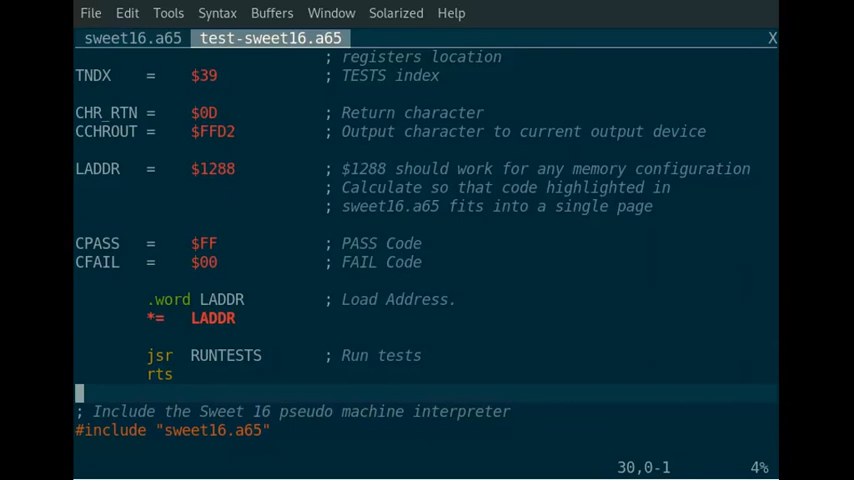 File Edit Tools Syntax Buffers Window Solarized Help
sweet16.a65 test-sweet16.a65 X
; registers location
TNDX = $39 ; TESTS index
CHR_RTN = $0D ; Return character
CCHROUT = $FFD2 ; Output character to current output device
LADDR = $1288 ; $1288 should work for any memory configuration
; Calculate so that code highlighted in
; sweet16.a65 fits into a single page
CPASS = $FF ; PASS Code
CFAIL = $00 ; FAIL Code
.word LADDR ; Load Address.
*= LADDR
jsr RUNTESTS ; Run tests
rts
; Include the Sweet 16 pseudo machine interpreter
#include "sweet16.a65"
30,0-1 4%